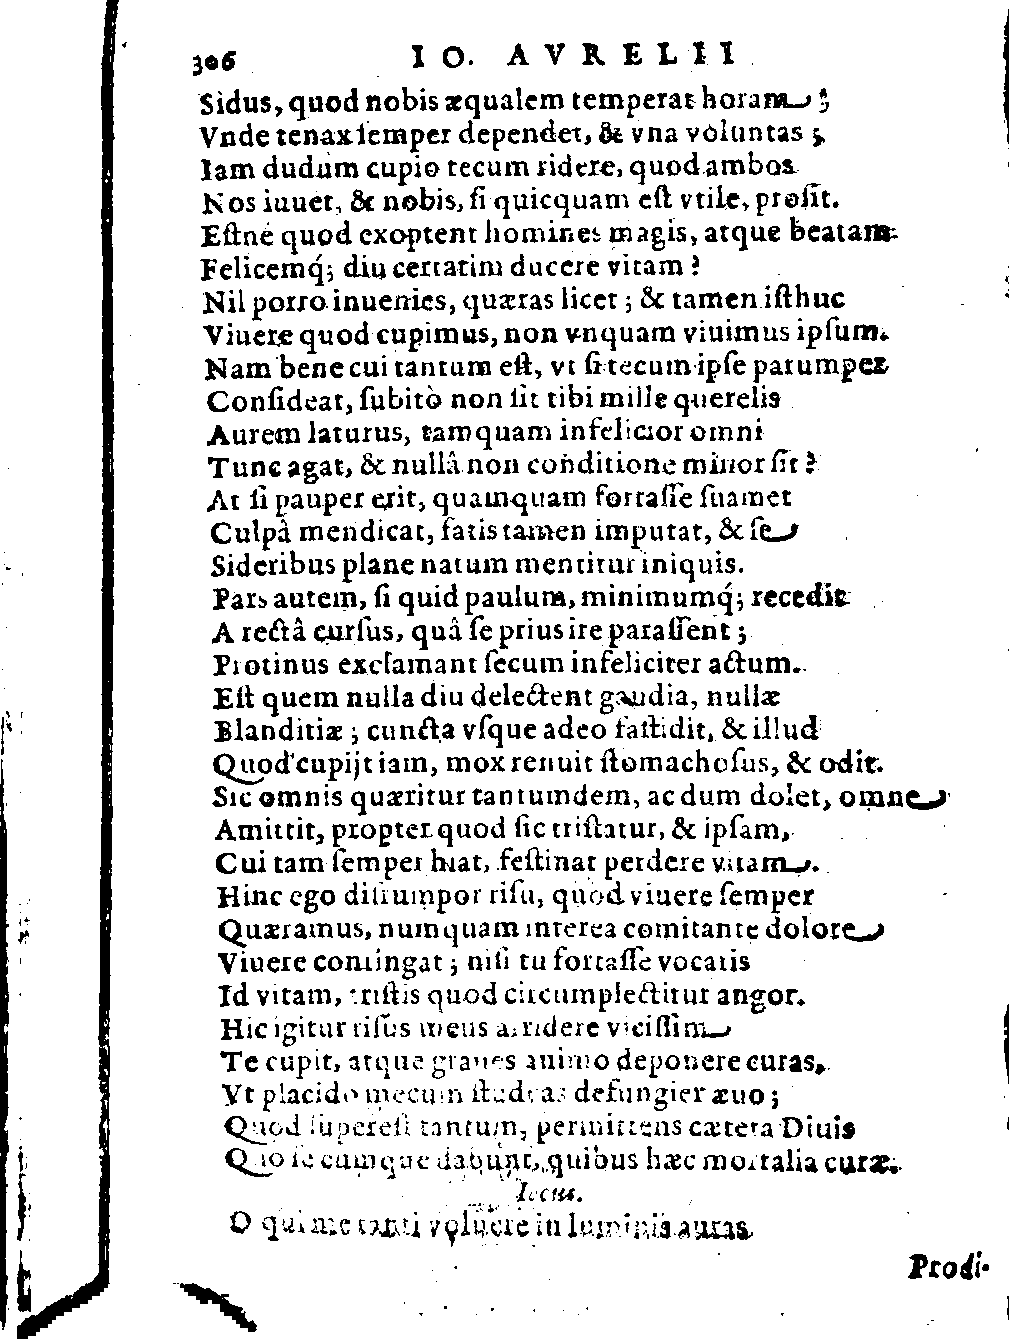 306 IO. AVRELII
Sidus, quod nobis æqualem temperat horam;
Vnde tenax semper dependet, & vna voluntas;
Iam dudum cupio tecum ridere, quod ambos
Nos iuuet, & nobis, si quicquam est vtile, prosit.
Estne quod exoptent homines magis, atque beatam
Felicemq́; diu certatim ducere vitam?
Nil porro inuenies, quæras licet; & tamen isthuc
Viuere quod cupimus, non vnquam viuimus ipsum.
Nam bene cui tantum est, vt si tecum ipse parumper
Consideat, subitò non sit tibi mille querelis
Aurem laturus, tamquam infelicior omni
Tunc agat, & nullâ non conditione minor sit?
At si pauper erit, quamquam fortasse suamet
Culpâ mendicat, fatis tamen imputat, & se
Sideribus plane natum mentitur iniquis.
Pars autem, si quid paulum, minimumq́; recedit
A rectâ cursus, quâ se prius ire parassent;
Protinus exclamant secum infeliciter actum.
Est quem nulla diu delectent gaudia, nullæ
Blanditiæ; cuncta vsque adeo fastidit, & illud
Quod cupijt iam, mox renuit stomachosus, & odit.
Sic omnis quæritur tantumdem, ac dum dolet, omne
Amittit, propter quod sic tristatur, & ipsam,
Cui tam semper hiat, festinat perdere vitam.
Hinc ego disrumpor risu, quod viuere semper
Quæramus, numquam interea comitante dolore
Viuere contingat; nisi tu fortasse vocatis
Id vitam, tristis quod circumplectitur angor.
Hic igitur risus meus arridere vicissim
Te cupit, atque graues animo deponere curas,
Vt placido mecum studeas defungier æuo;
Quod superest tantum, permittens cætera Diuis
Quo se cumque dabunt, quibus hæc mortalia curæ.
Iocus.
O qui me tanti voluere in luminis auras
Prodi-